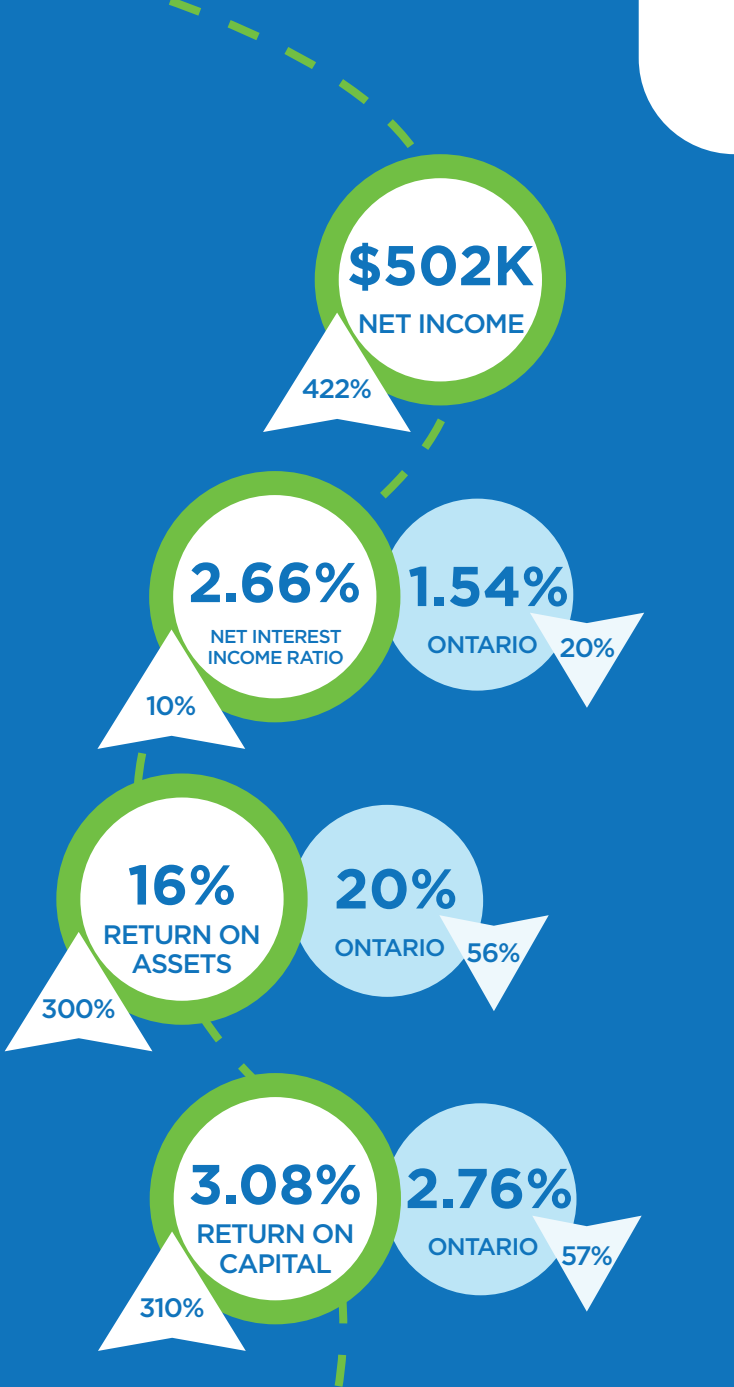 $502K
NET INCOME
422%
2.66%
NET INTEREST
INCOME RATIO
10%
1.54%
ONTARIO
20%
16%
RETURN ON
ASSETS
300%
20%
ONTARIO
56%
3.08%
RETURN ON
CAPITAL
310%
2.76%
ONTARIO
57%